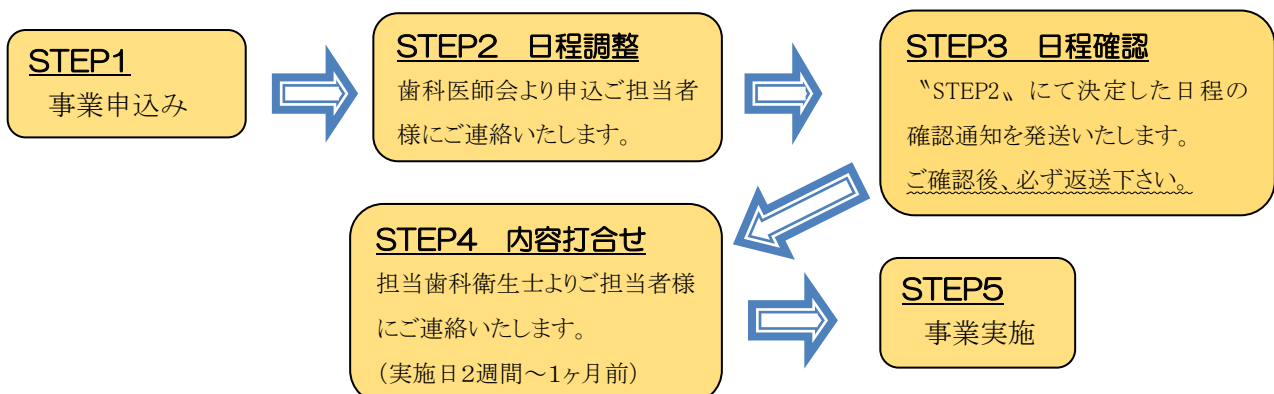 STEP1
事業申込み
STEP2　日程調整
歯科医師会より申込ご担当者
様にご連絡いたします。
STEP3　日程確認
〝STEP2〟にて決定した日程の
確認通知を発送いたします。
ご確認後、必ず返送下さい。
STEP4　内容打合せ
担当歯科衛生士よりご担当者様
にご連絡いたします。
（実施日2週間～1ヶ月前）
STEP5
事業実施